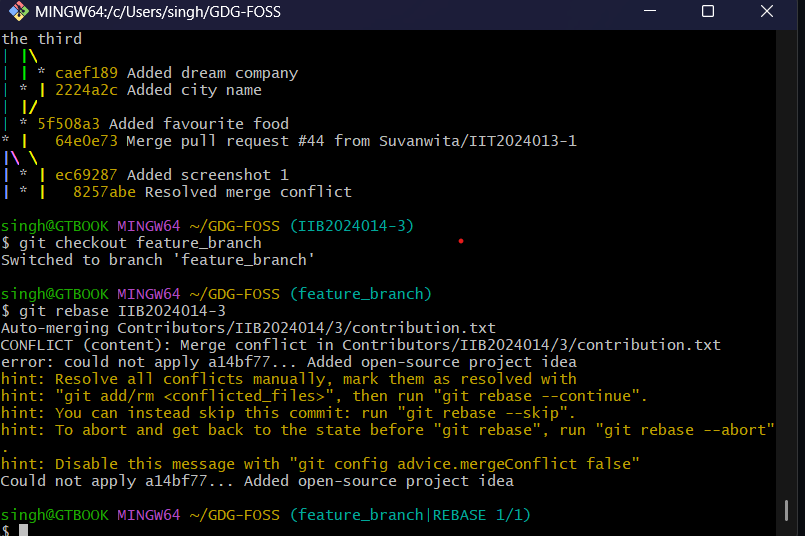 MINGW64:/c/Users/singh/GDG-FOSS
the third
| |\
| | * caef189 Added dream company
| * | 2224a2c Added city name
| |/
| * 5f508a3 Added favourite food
* |   64e0e73 Merge pull request #44 from Suvanwita/IIT2024013-1
|\ \
| * | ec69287 Added screenshot 1
| * |   8257abe Resolved merge conflict
singh@GTBOOK MINGW64 ~/GDG-FOSS (IIB2024014-3)
$ git checkout feature_branch
Switched to branch 'feature_branch'
singh@GTBOOK MINGW64 ~/GDG-FOSS (feature_branch)
$ git rebase IIB2024014-3
Auto-merging Contributors/IIB2024014/3/contribution.txt
CONFLICT (content): Merge conflict in Contributors/IIB2024014/3/contribution.txt
error: could not apply a14bf77... Added open-source project idea
hint: Resolve all conflicts manually, mark them as resolved with
hint: "git add/rm <conflicted_files>", then run "git rebase --continue".
hint: You can instead skip this commit: run "git rebase --skip".
hint: To abort and get back to the state before "git rebase", run "git rebase --abort"
.
hint: Disable this message with "git config advice.mergeConflict false"
Could not apply a14bf77... Added open-source project idea
singh@GTBOOK MINGW64 ~/GDG-FOSS (feature_branch|REBASE 1/1)
$